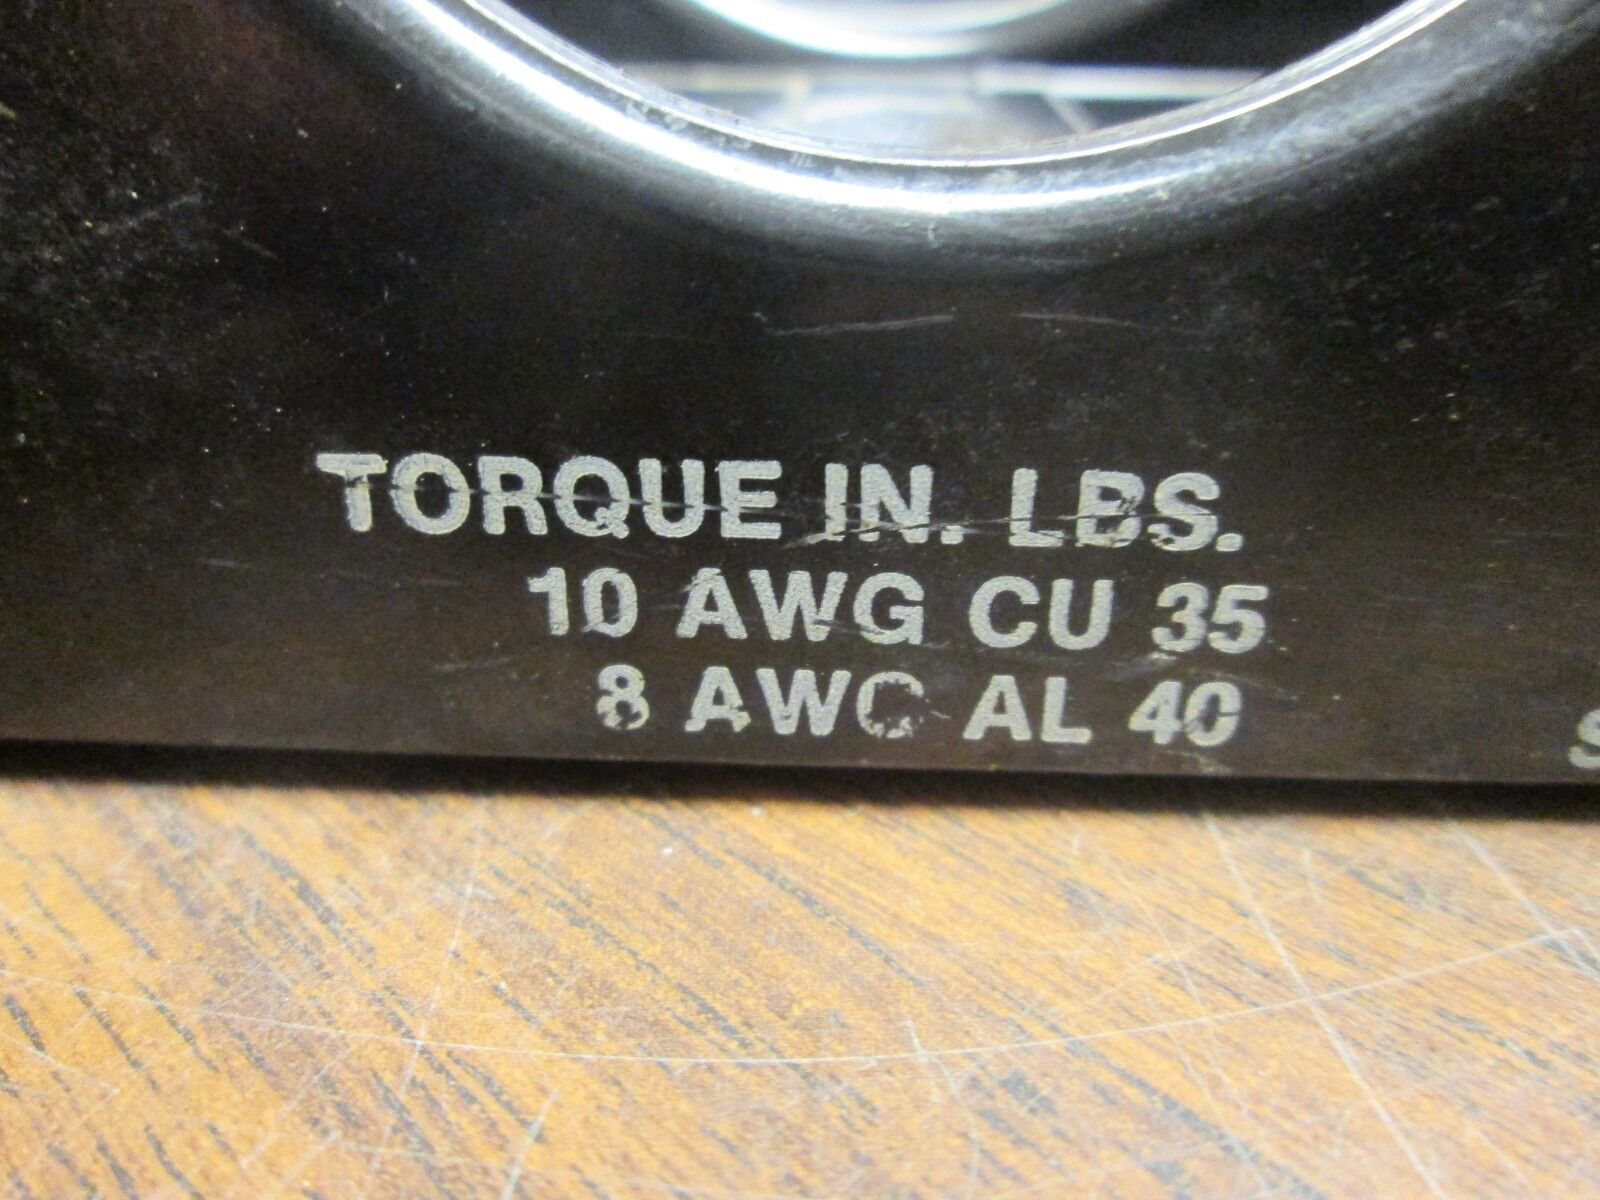 TORQUE IN. LBS.
10 AWG CU 35
8 AWG AL 40